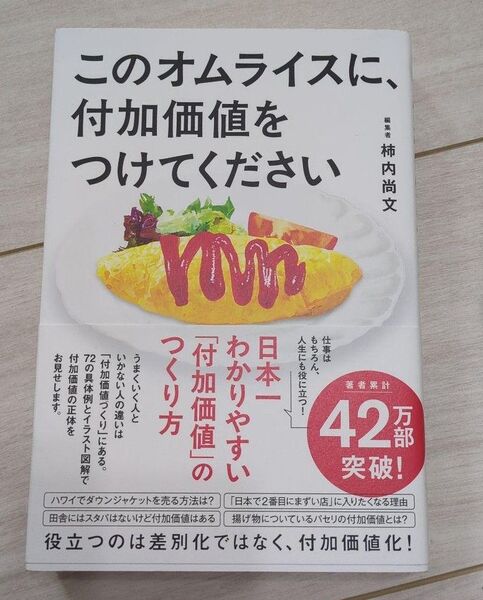 このオムライスに、
付加価値を
つけてください
編集者 柿内尚文
仕事は
もちろん、
人生にも役に立つ!
日本一
わかりやすい
「付加価値」の
つくり方
うまくいく人と
いかない人の違いは
「付加価値づくり」にある。
72の具体例とイラスト図解で
付加価値の正体を
お見せします。
著者累計
42万部
突破!
ハワイでダウンジャケットを売る方法は?
「日本で2番目にまずい店」に入りたくなる理由
田舎にはスタバはないけど付加価値はある
揚げ物についているパセリの付加価値とは?
役立つのは差別化ではなく、付加価値化!